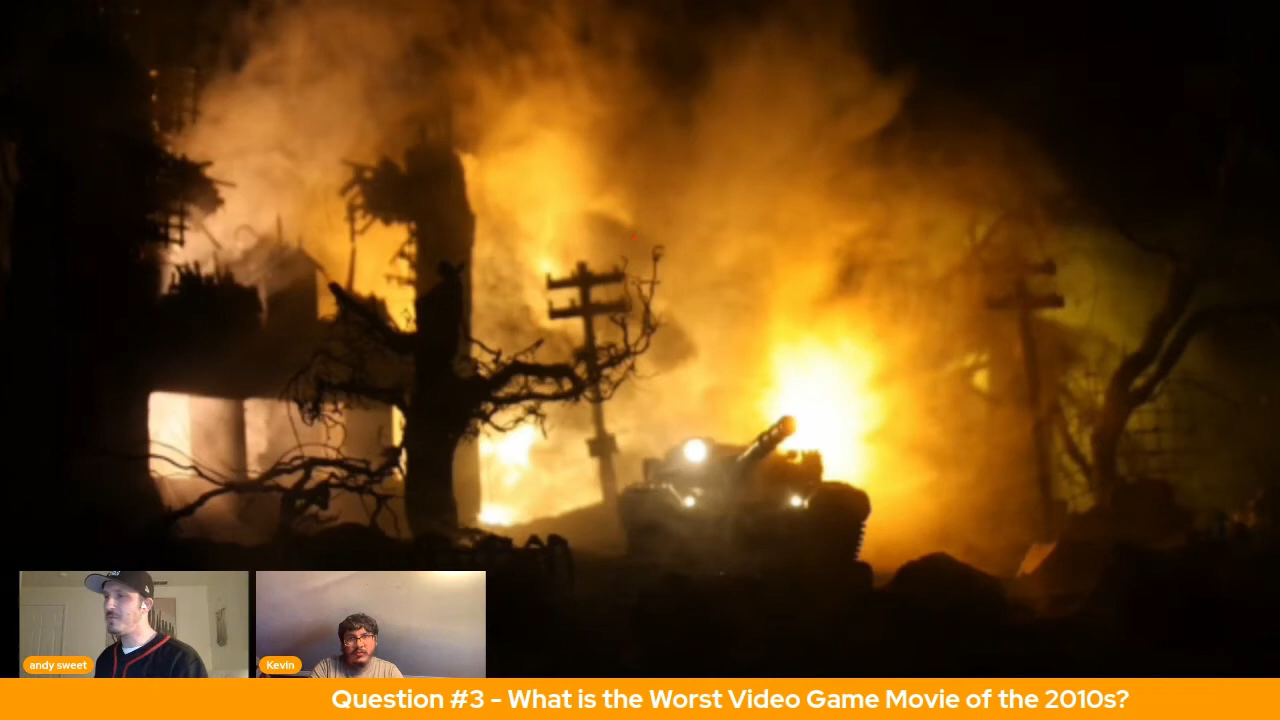 andy sweet
Kevin
Question #3 - What is the Worst Video Game Movie of the 2010s?